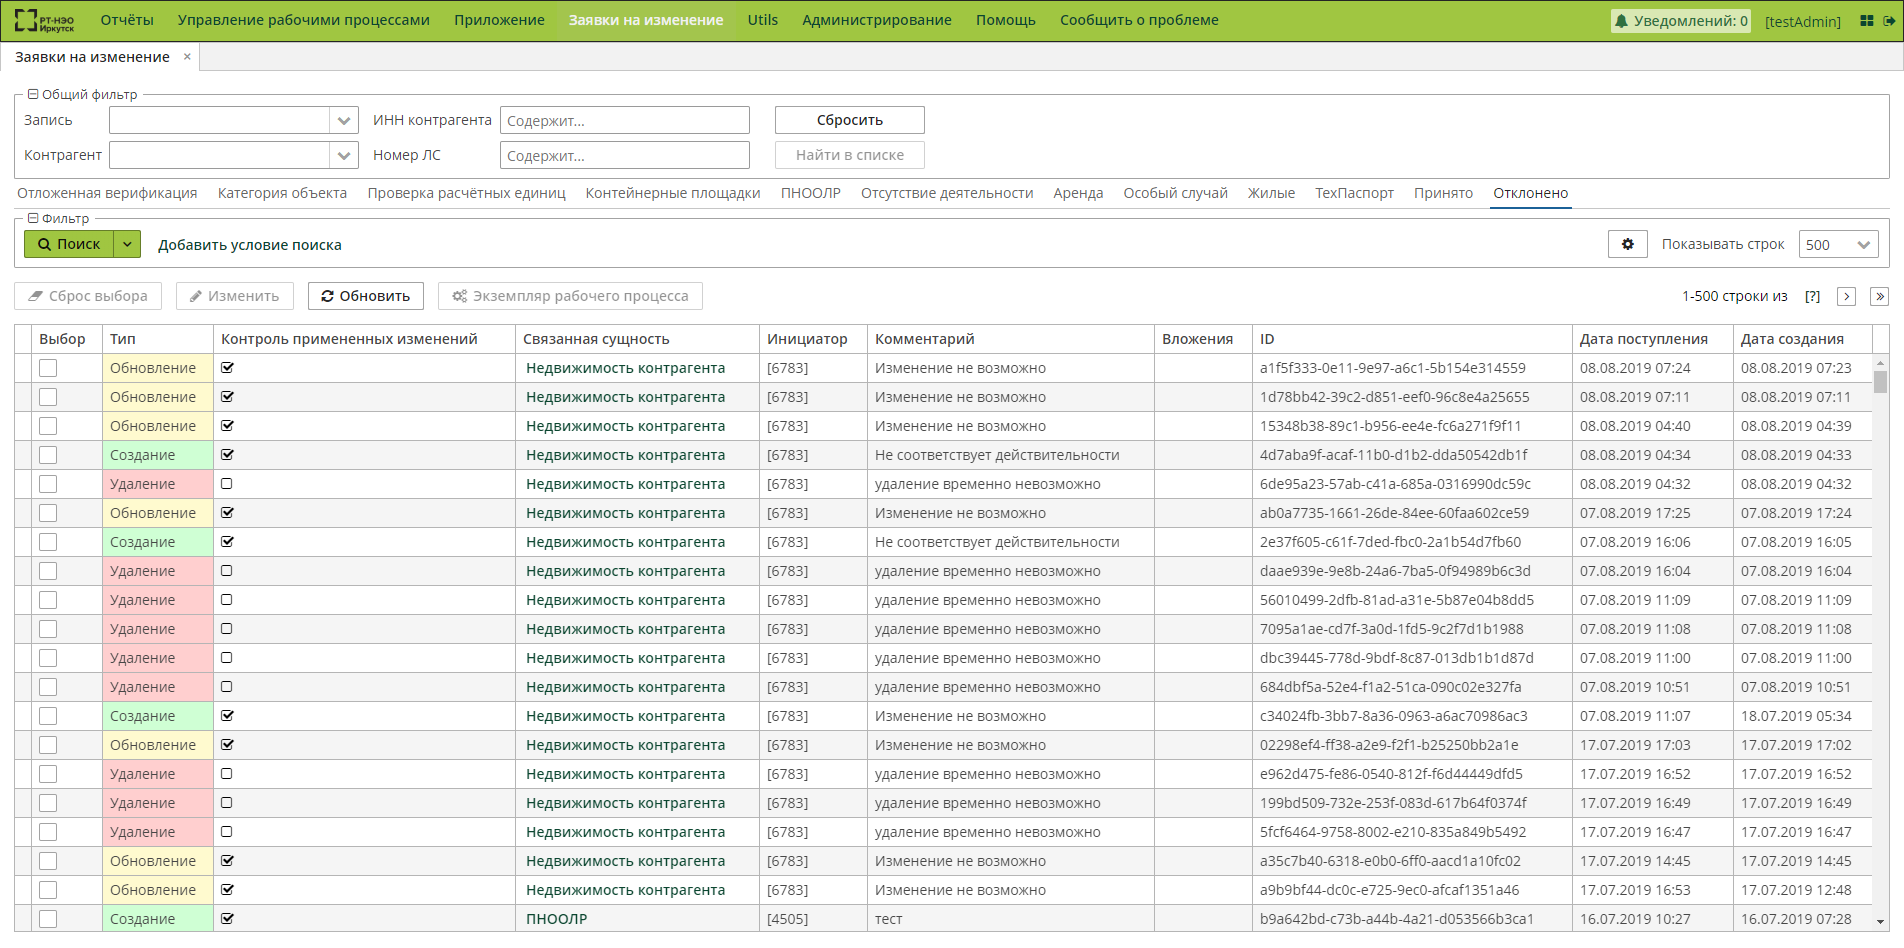 РТ-НЭО Иркутск Отчёты Управление рабочими процессами Приложение Заявки на изменение Utils Администрирование Помощь Сообщить о проблеме Уведомлений: 0 [testAdmin]
Заявки на изменение ×
Общий фильтр
Запись ИНН контрагента Содержит... Сбросить
Контрагент Номер ЛС Содержит... Найти в списке
Отложенная верификация Категория объекта Проверка расчётных единиц Контейнерные площадки ПНООЛР Отсутствие деятельности Аренда Особый случай Жилые ТехПаспорт Принято Отклонено
Фильтр
Поиск Добавить условие поиска Показывать строк 500
Сброс выбора Изменить Обновить Экземпляр рабочего процесса 1-500 строки из [?]
Выбор Тип Контроль примененных изменений Связанная сущность Инициатор Комментарий Вложения ID Дата поступления Дата создания
Обновление Недвижимость контрагента [6783] Изменение не возможно a1f5f333-0e11-9e97-a6c1-5b154e314559 08.08.2019 07:24 08.08.2019 07:23
Обновление Недвижимость контрагента [6783] Изменение не возможно 1d78bb42-39c2-d851-eef0-96c8e4a25655 08.08.2019 07:11 08.08.2019 07:11
Обновление Недвижимость контрагента [6783] Изменение не возможно 15348b38-89c1-b956-ee4e-fc6a271f9f11 08.08.2019 04:40 08.08.2019 04:39
Создание Недвижимость контрагента [6783] Не соответствует действительности 4d7aba9f-acaf-11b0-d1b2-dda50542db1f 08.08.2019 04:34 08.08.2019 04:33
Удаление Недвижимость контрагента [6783] удаление временно невозможно 6de95a23-57ab-c41a-685a-0316990dc59c 08.08.2019 04:32 08.08.2019 04:32
Обновление Недвижимость контрагента [6783] Изменение не возможно ab0a7735-1661-26de-84ee-60faa602ce59 07.08.2019 17:25 07.08.2019 17:24
Создание Недвижимость контрагента [6783] Не соответствует действительности 2e37f605-c61f-7ded-fbc0-2a1b54d7fb60 07.08.2019 16:06 07.08.2019 16:05
Удаление Недвижимость контрагента [6783] удаление временно невозможно daae939e-9e8b-24a6-7ba5-0f94989b6c3d 07.08.2019 16:04 07.08.2019 16:04
Удаление Недвижимость контрагента [6783] удаление временно невозможно 56010499-2dfb-81ad-a31e-5b87e04b8dd5 07.08.2019 11:09 07.08.2019 11:09
Удаление Недвижимость контрагента [6783] удаление временно невозможно 7095a1ae-cd7f-3a0d-1fd5-9c2f7d1b1988 07.08.2019 11:08 07.08.2019 11:08
Удаление Недвижимость контрагента [6783] удаление временно невозможно dbc39445-778d-9bdf-8c87-013db1b1d87d 07.08.2019 11:00 07.08.2019 11:00
Удаление Недвижимость контрагента [6783] удаление временно невозможно 684dbf5a-52e4-f1a2-51ca-090c02e327fa 07.08.2019 10:51 07.08.2019 10:51
Создание Недвижимость контрагента [6783] Изменение не возможно c34024fb-3bb7-8a36-0963-a6ac70986ac3 07.08.2019 11:07 18.07.2019 05:34
Обновление Недвижимость контрагента [6783] Изменение не возможно 02298ef4-ff38-a2e9-f2f1-b25250bb2a1e 17.07.2019 17:03 17.07.2019 17:02
Удаление Недвижимость контрагента [6783] удаление временно невозможно e962d475-fe86-0540-812f-f6d44449dfd5 17.07.2019 16:52 17.07.2019 16:52
Удаление Недвижимость контрагента [6783] удаление временно невозможно 199bd509-732e-253f-083d-617b64f0374f 17.07.2019 16:49 17.07.2019 16:49
Удаление Недвижимость контрагента [6783] удаление временно невозможно 5fcf6464-9758-8002-e210-835a849b5492 17.07.2019 16:47 17.07.2019 16:47
Обновление Недвижимость контрагента [6783] Изменение не возможно a35c7b40-6318-e0b0-6ff0-aacd1a10fc02 17.07.2019 14:45 17.07.2019 14:45
Обновление Недвижимость контрагента [6783] Изменение не возможно a9b9bf44-dc0c-e725-9ec0-afcaf1351a46 17.07.2019 16:53 17.07.2019 12:48
Создание ПНООЛР [4505] тест b9a642bd-c73b-a44b-4a21-d053566b3ca1 16.07.2019 10:27 16.07.2019 07:28